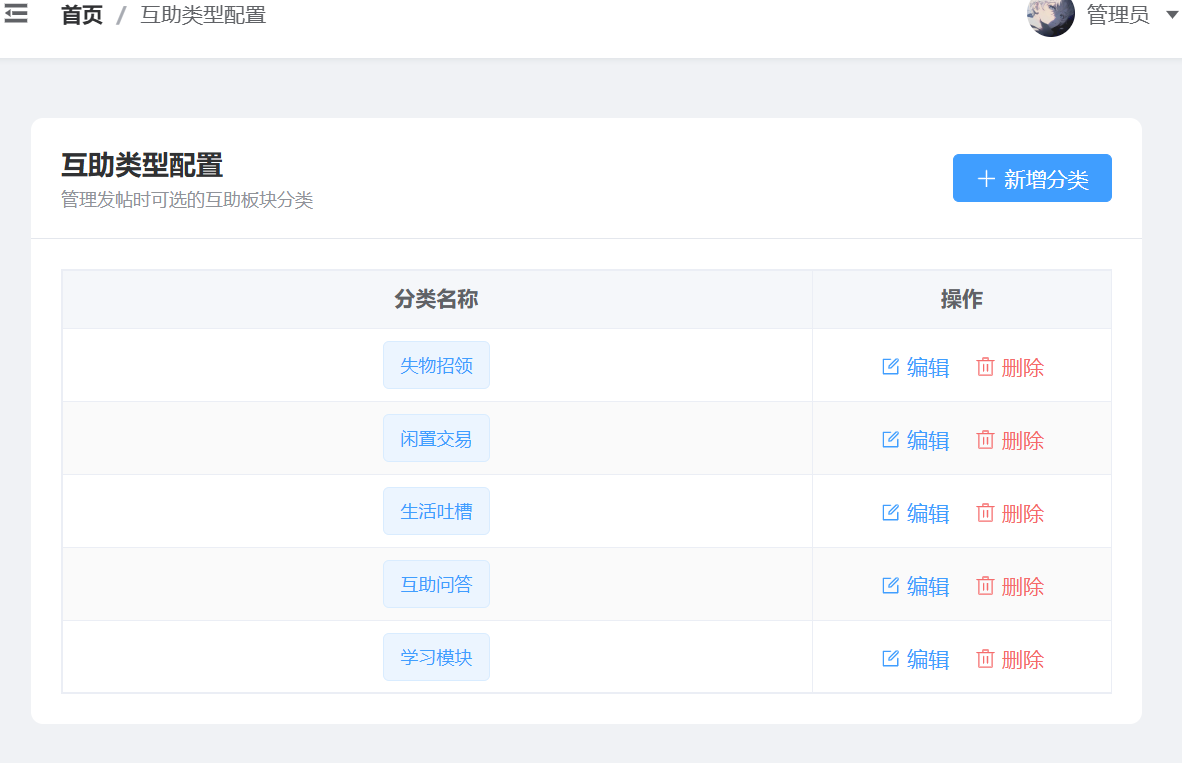 首页 / 互助类型配置 管理员
互助类型配置
管理发帖时可选的互助板块分类
新增分类
分类名称 操作
失物招领 编辑 删除
闲置交易 编辑 删除
生活吐槽 编辑 删除
互助问答 编辑 删除
学习模块 编辑 删除